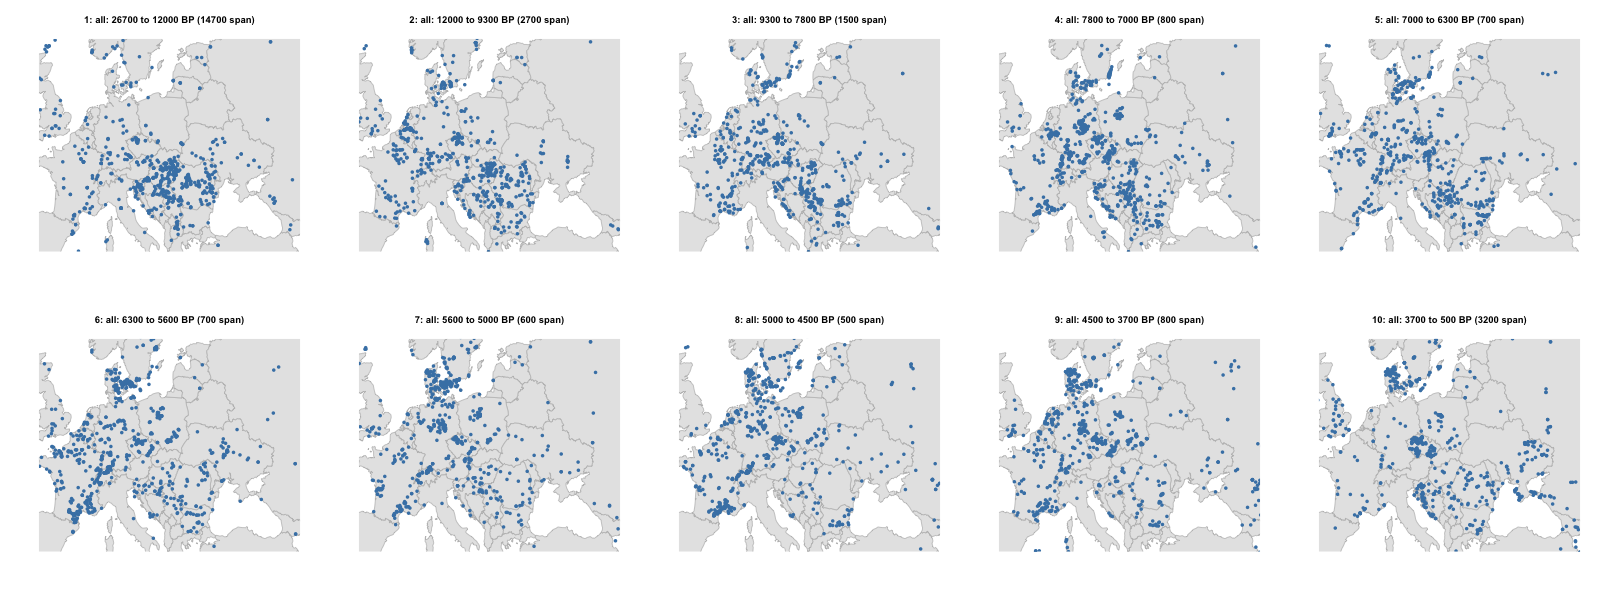 1: all: 26700 to 12000 BP (14700 span)
2: all: 12000 to 9300 BP (2700 span)
3: all: 9300 to 7800 BP (1500 span)
4: all: 7800 to 7000 BP (800 span)
5: all: 7000 to 6300 BP (700 span)
6: all: 6300 to 5600 BP (700 span)
7: all: 5600 to 5000 BP (600 span)
8: all: 5000 to 4500 BP (500 span)
9: all: 4500 to 3700 BP (800 span)
10: all: 3700 to 500 BP (3200 span)